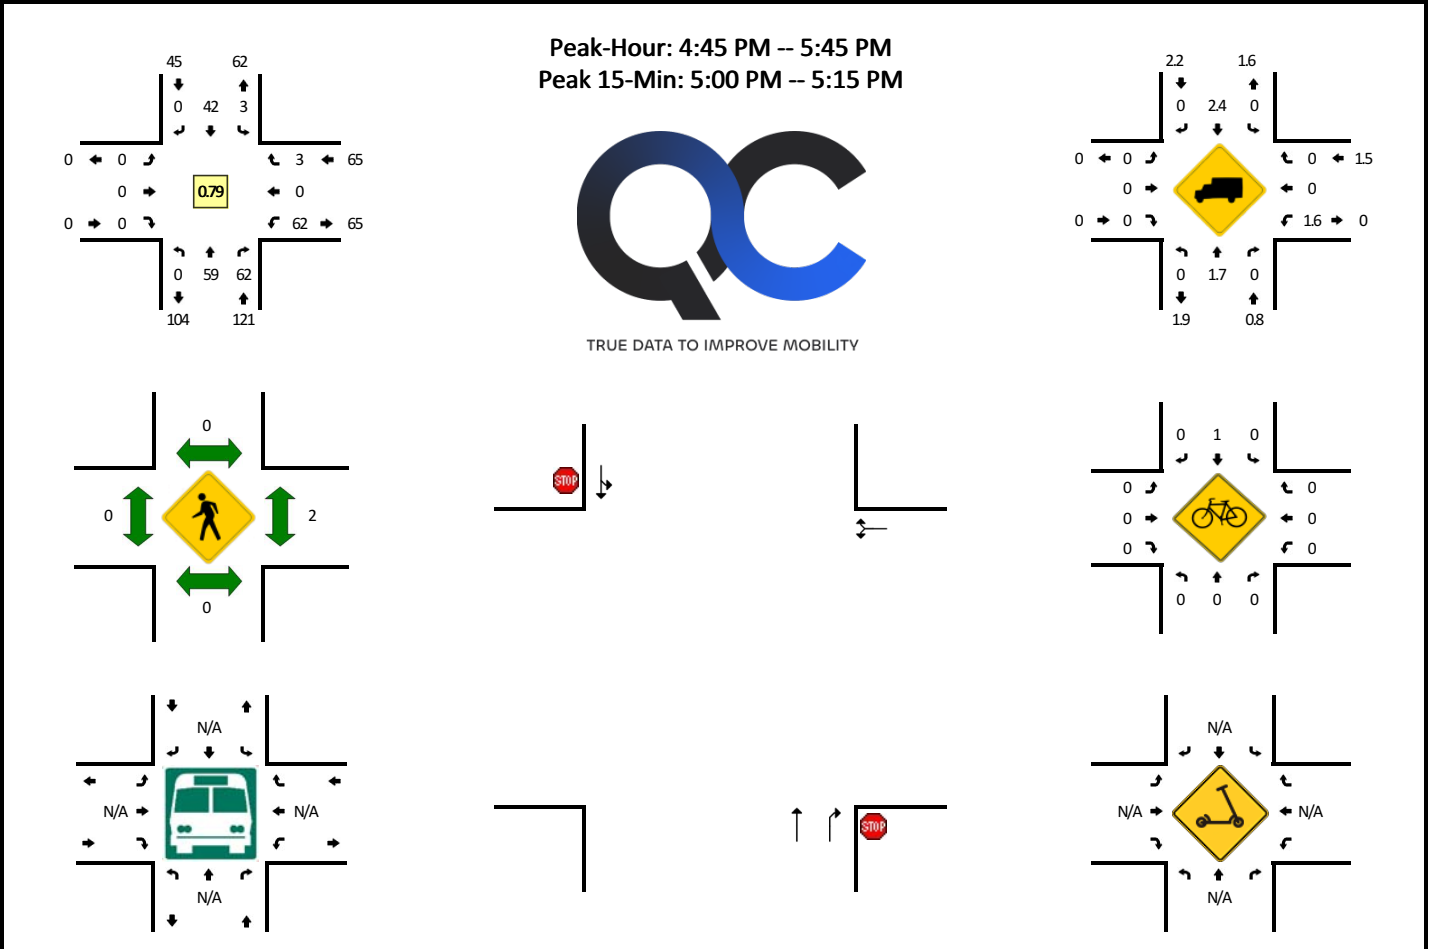 Peak-Hour: 4:45 PM -- 5:45 PM
Peak 15-Min: 5:00 PM -- 5:15 PM
45 62
0 42 3
0 0 3 65
0 0.79 0
0 0 62 65
0 59 62
104 121
2.2 1.6
0 2.4 0
0 0 0 1.5
0 0
0 0 1.6 0
0 1.7 0
1.9 0.8
QC
TRUE DATA TO IMPROVE MOBILITY
0
0 2
0
STOP
STOP
0 1 0
0 0
0 0
0 0
0 0 0
N/A
N/A N/A
N/A
N/A
N/A N/A
N/A